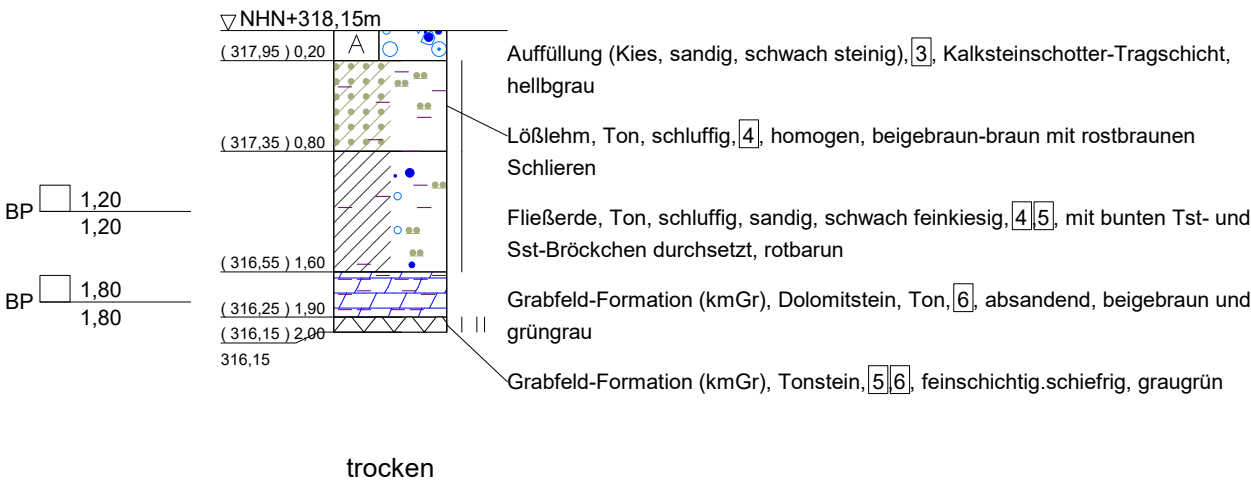 NHN+318,15m
A
( 317,95 ) 0,20
Auffüllung (Kies, sandig, schwach steinig), 3, Kalksteinschotter-Tragschicht,
hellbgrau
( 317,35 ) 0,80
Lößlehm, Ton, schluffig, 4, homogen, beigebraun-braun mit rostbraunen
Schlieren
BP 1,20
1,20
Fließerde, Ton, schluffig, sandig, schwach feinkiesig, 4, 5, mit bunten Tst- und
Sst-Bröckchen durchsetzt, rotbarun
( 316,55 ) 1,60
BP 1,80
1,80
Grabfeld-Formation (kmGr), Dolomitstein, Ton, 6, absandend, beigebraun und
grüngrau
( 316,25 ) 1,90
( 316,15 ) 2,00
316,15
Grabfeld-Formation (kmGr), Tonstein, 5, 6, feinschichtig.schiefrig, graugrün
trocken